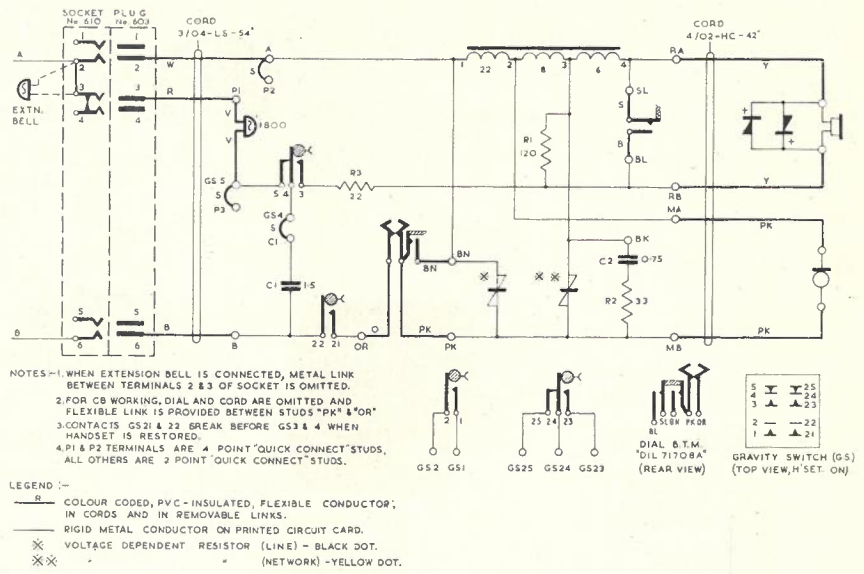 SOCKET PLUG
No. 610 No. 603
CORD
3/04-LS-54"
CORD
4/02-HC-42"
A
1 1
2 2
W
A
S
P2
3 3
4 4
R
P1
EXTN.
BELL
V
1800
V
GS 5
S
P3
5 4 3
R3
22
GS4
S
C1
C1 1·5
B
5 5
6 6
B
B
22 21
O
OR
PK
PK
BN
BN
1 22 2 8 3 6 4
RA
Y
SL
S
B
BL
R1
120
Y
RB
MA
PK
BK
C2 0·75
R2 33
PK
MB
NOTES:-1. WHEN EXTENSION BELL IS CONNECTED, METAL LINK
BETWEEN TERMINALS 2 & 3 OF SOCKET IS OMITTED.
2. FOR CB WORKING, DIAL AND CORD ARE OMITTED AND
FLEXIBLE LINK IS PROVIDED BETWEEN STUDS "PK" & "OR"
3. CONTACTS GS21 & 22 BREAK BEFORE GS3 & 4 WHEN
HANDSET IS RESTORED.
4. P1 & P2 TERMINALS ARE 4 POINT "QUICK CONNECT" STUDS,
ALL OTHERS ARE 2 POINT "QUICK CONNECT" STUDS.
2 1
GS2 GS1
25 24 23
GS25 GS24 GS23
BL SL BK BN PK OR
DIAL B.T.M.
"DIL 71708A"
(REAR VIEW)
5 25
4 24
3 23
2 22
1 21
GRAVITY SWITCH (G.S.)
(TOP VIEW, H'SET. ON)
LEGEND :-
R COLOUR CODED, PVC-INSULATED, FLEXIBLE CONDUCTOR,
IN CORDS AND IN REMOVABLE LINKS.
RIGID METAL CONDUCTOR ON PRINTED CIRCUIT CARD.
VOLTAGE DEPENDENT RESISTOR (LINE) - BLACK DOT.
" " (NETWORK) - YELLOW DOT.